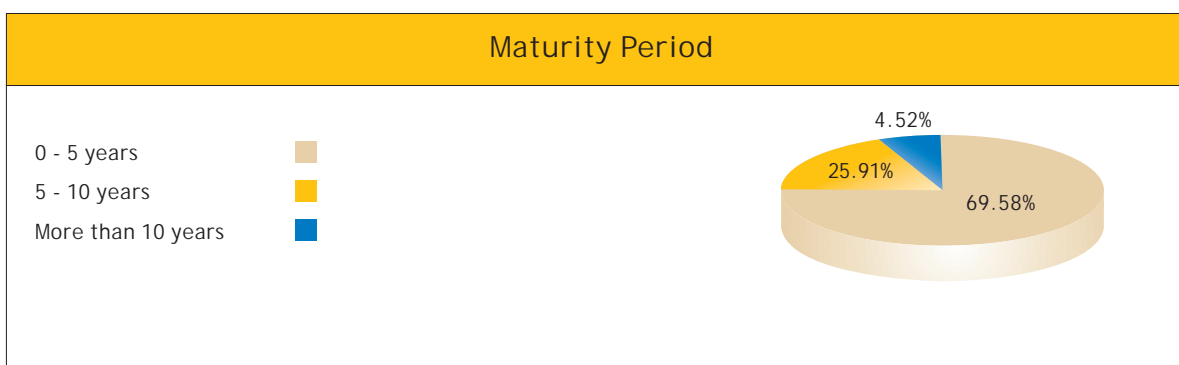 Maturity Period
0 - 5 years
5 - 10 years
More than 10 years
4.52%
25.91%
69.58%